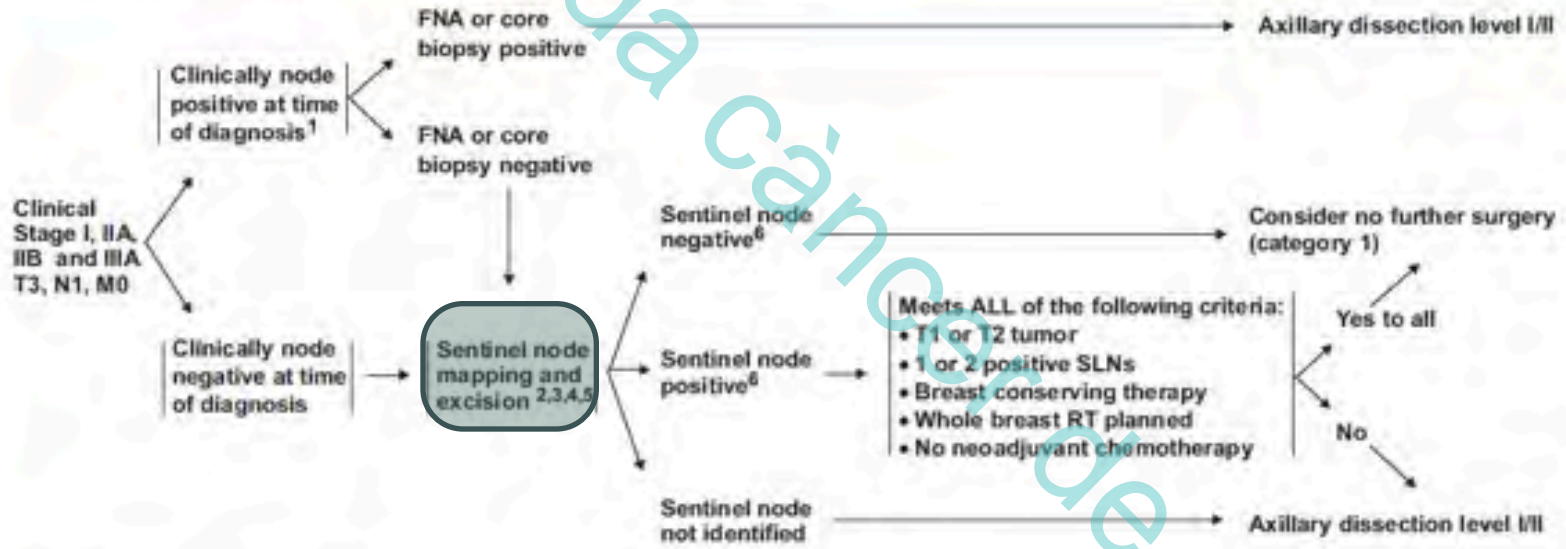 FNA or core
biopsy positive
Axillary dissection level I/II
Clinically node
positive at time
of diagnosis1
FNA or core
biopsy negative
Clinical
Stage I, IIA,
IIB and IIIA
T3, N1, M0
Sentinel node
negative6
Consider no further surgery
(category 1)
Clinically node
negative at time
of diagnosis
Sentinel node
mapping and
excision 2,3,4,5
Sentinel node
positive6
Meets ALL of the following criteria:
• T1 or T2 tumor
• 1 or 2 positive SLNs
• Breast conserving therapy
• Whole breast RT planned
• No neoadjuvant chemotherapy
Yes to all
No
Sentinel node
not identified
Axillary dissection level I/II
càncer de